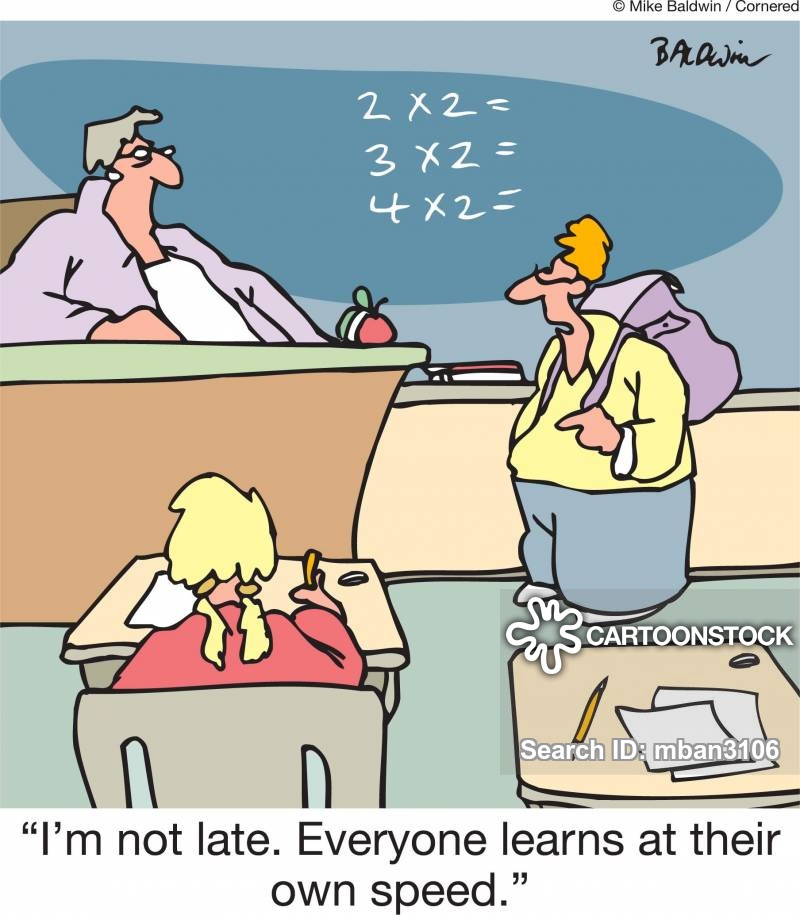 © Mike Baldwin / Cornered
BALDWin
2 x 2 =
3 x 2 =
4 x 2 =
CARTOONSTOCK
Search ID: mban3106
“I’m not late. Everyone learns at their
own speed.”